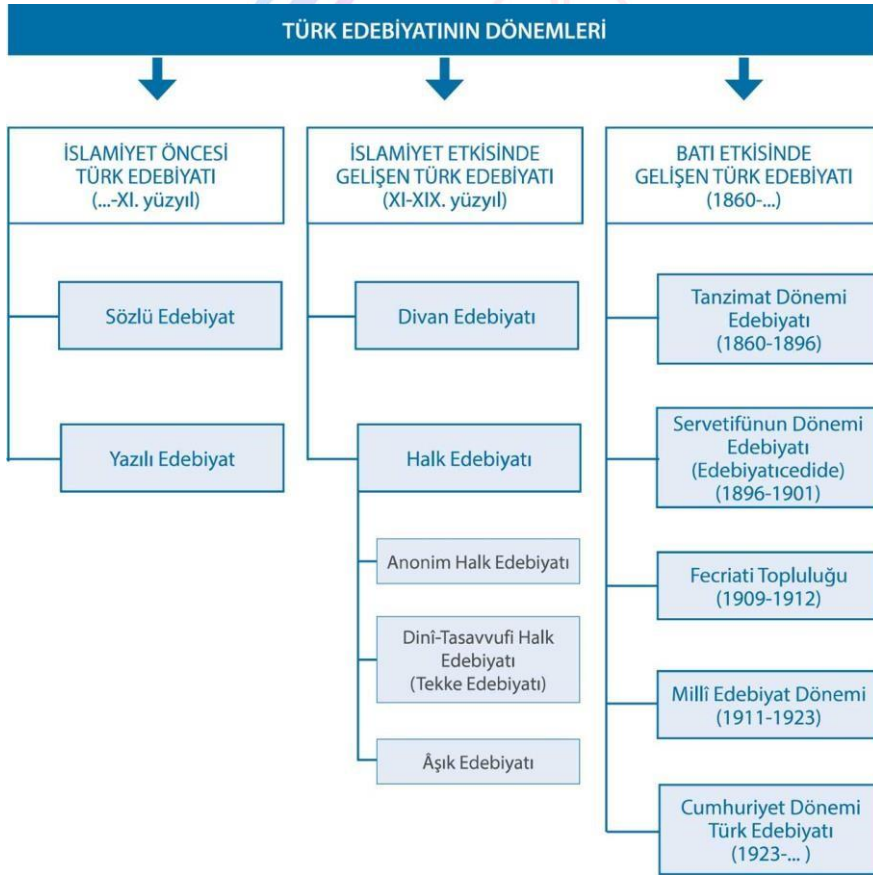 TÜRK EDEBİYATININ DÖNEMLERİ
İSLAMİYET ÖNCESİ
TÜRK EDEBİYATI
(...-XI. yüzyıl)
Sözlü Edebiyat
Yazılı Edebiyat
İSLAMİYET ETKİSİNDE
GELİŞEN TÜRK EDEBİYATI
(XI-XIX. yüzyıl)
Divan Edebiyatı
Halk Edebiyatı
Anonim Halk Edebiyatı
Dinî-Tasavvufi Halk
Edebiyatı
(Tekke Edebiyatı)
Âşık Edebiyatı
BATI ETKİSİNDE
GELİŞEN TÜRK EDEBİYATI
(1860-...)
Tanzimat Dönemi
Edebiyatı
(1860-1896)
Servetifünun Dönemi
Edebiyatı
(Edebiyatıcedide)
(1896-1901)
Fecriati Topluluğu
(1909-1912)
Millî Edebiyat Dönemi
(1911-1923)
Cumhuriyet Dönemi
Türk Edebiyatı
(1923-... )